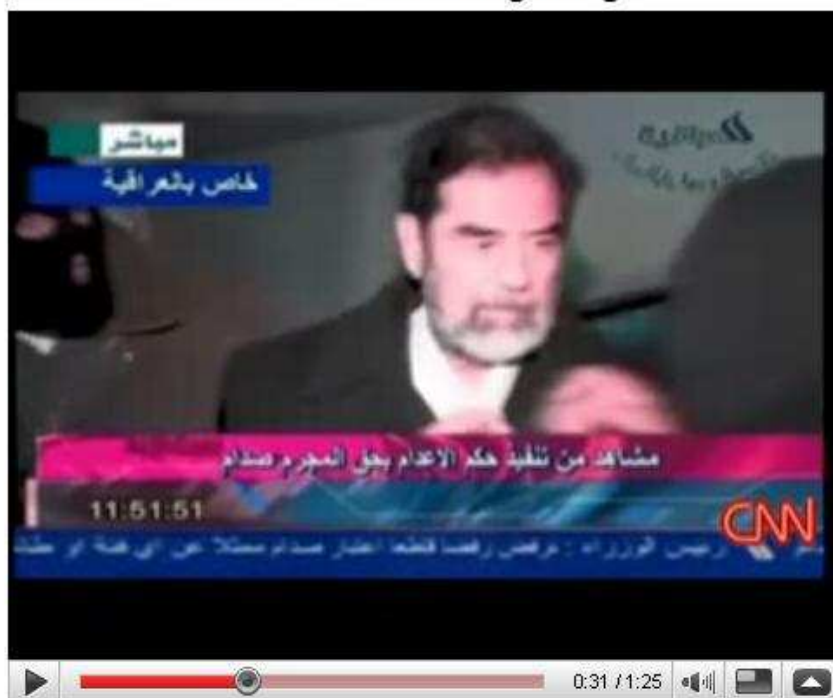 مباشر
خاص بالعراقية
العراقية
مشاهد من تنفيذ حكم الاعدام بحق المجرم صدام
11:51:51
CNN
رئيس الوزراء : نرفض رفضا قاطعا اعتبار صدام ممثلا عن اي فئة او
0:31 / 1:25